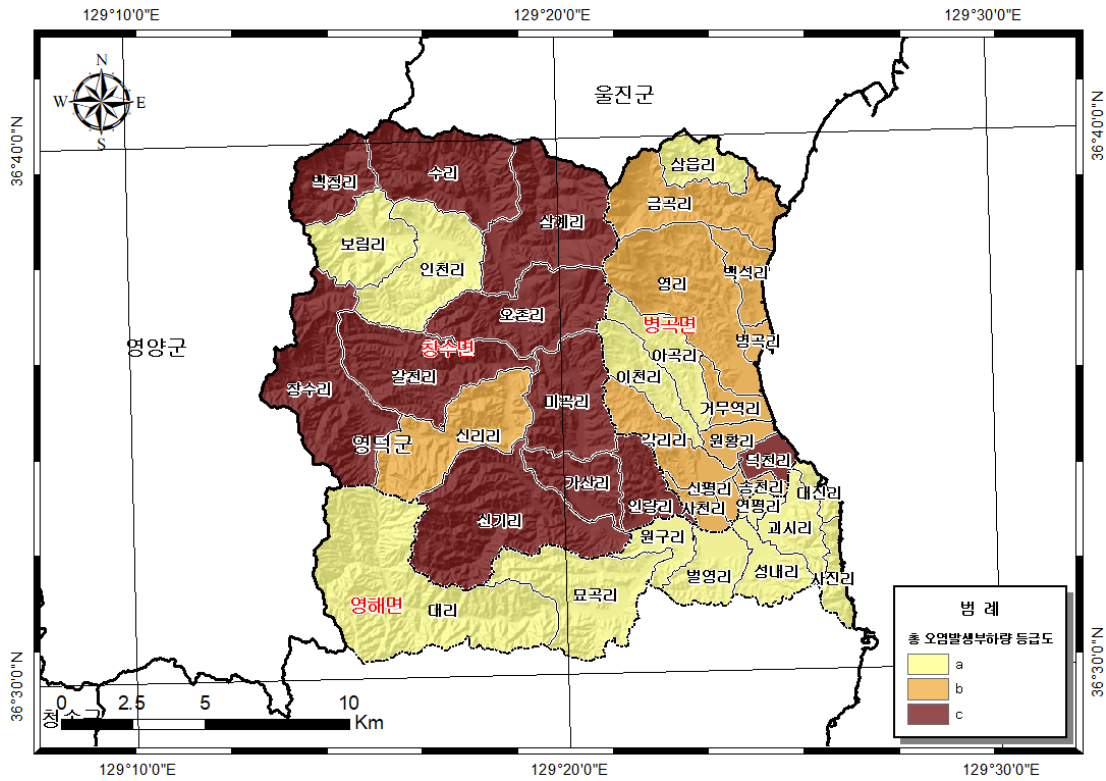 129°10'0"E 129°20'0"E 129°30'0"E
N
W E
S
울진군
36°40'0"N 36°40'0"N
삼읍리
백청리 수리
금곡리
삼계리
보림리
인천리
백석리
영리
오촌리
병곡면
병곡리
영양군
창수면
아곡리
갈천리 이천리
장수리
미곡리
거무역리
신리리
영덕군
각리리 원황리
덕천리
가산리
신평리 송천리
대진리
인량리 사천리 연평리
신기리
괴시리
원구리
벌영리 성내리
사진리
묘곡리
영해면 대리
범 례
총 오염발생부하량 등급도
a
b
c
36°30'0"N 36°30'0"N
0 2.5 5 10
Km
129°10'0"E 129°20'0"E 129°30'0"E